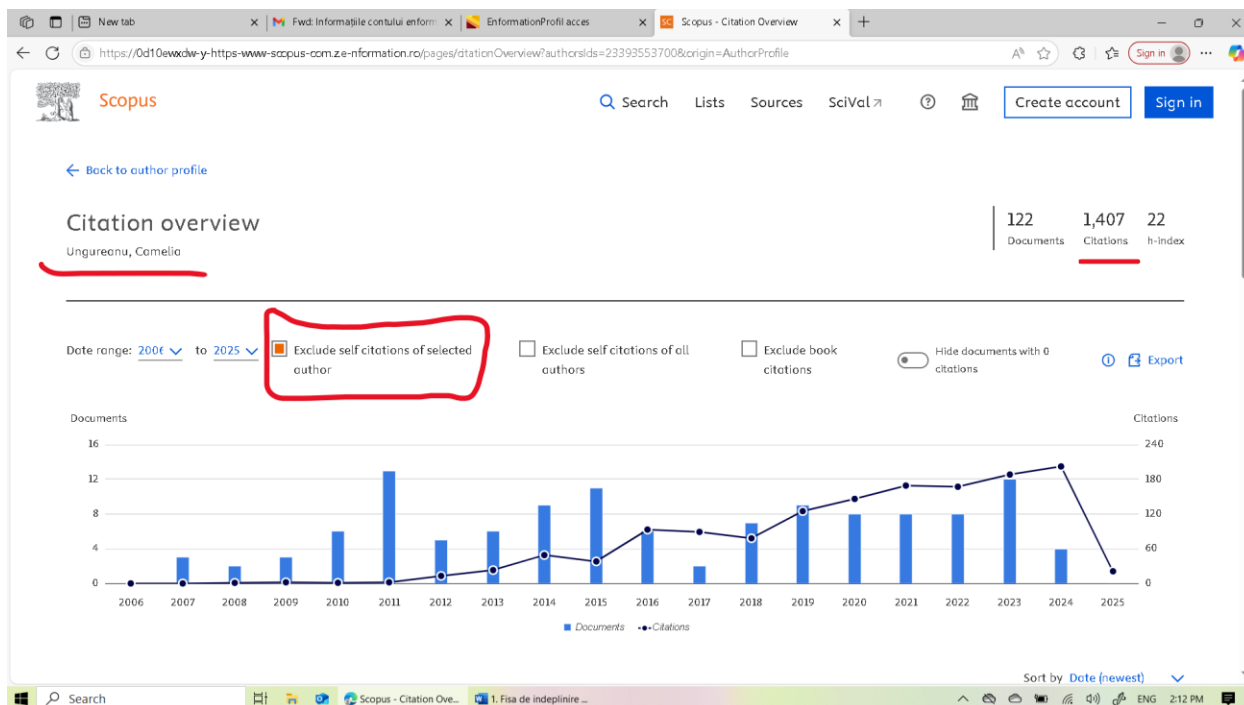 New tab
Fwd: Informațiile contului enform
EnformationProfil acces
Scopus - Citation Overview
https://0d10ewxdw-y-https-www-scopus-com.z.e-nformation.ro/pages/citationOverview?authorsIds=23393553700&origin=AuthorProfile
Sign in
Scopus
Search Lists Sources SciVal
Create account Sign in
Back to author profile
Citation overview
Ungureanu, Camelia
122 1,407 22
Documents Citations h-index
Date range: 2006 to 2025
Exclude self citations of selected
author
Exclude self citations of all
authors
Exclude book
citations
Hide documents with 0
citations
Export
Documents Citations
16 240
12 180
8 120
4 60
0 0
2006 2007 2008 2009 2010 2011 2012 2013 2014 2015 2016 2017 2018 2019 2020 2021 2022 2023 2024 2025
Documents Citations
Sort by Date (newest)
Search
Scopus - Citation Ove...
1. Fisa de indeplinire ...
ENG 2:12 PM